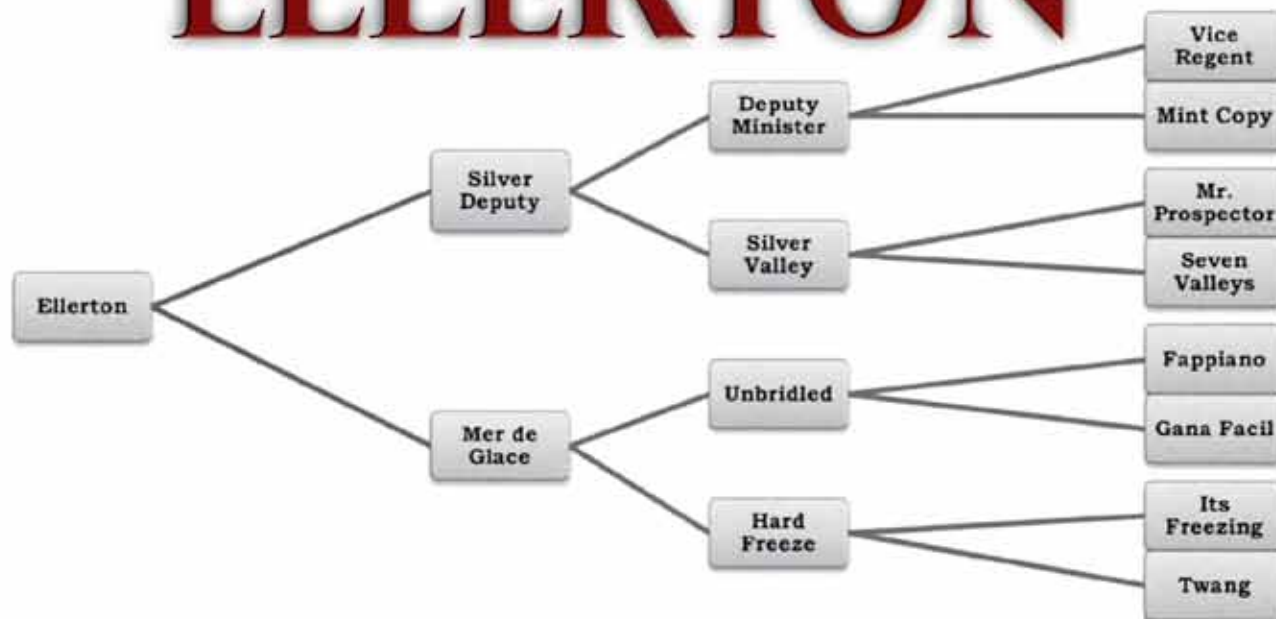 ELLERTON
Vice
Regent
Deputy
Minister
Mint Copy
Silver
Deputy
Mr.
Prospector
Silver
Valley
Seven
Valleys
Ellerton
Fappiano
Unbridled
Gana Facil
Mer de
Glace
Its
Freezing
Hard
Freeze
Twang